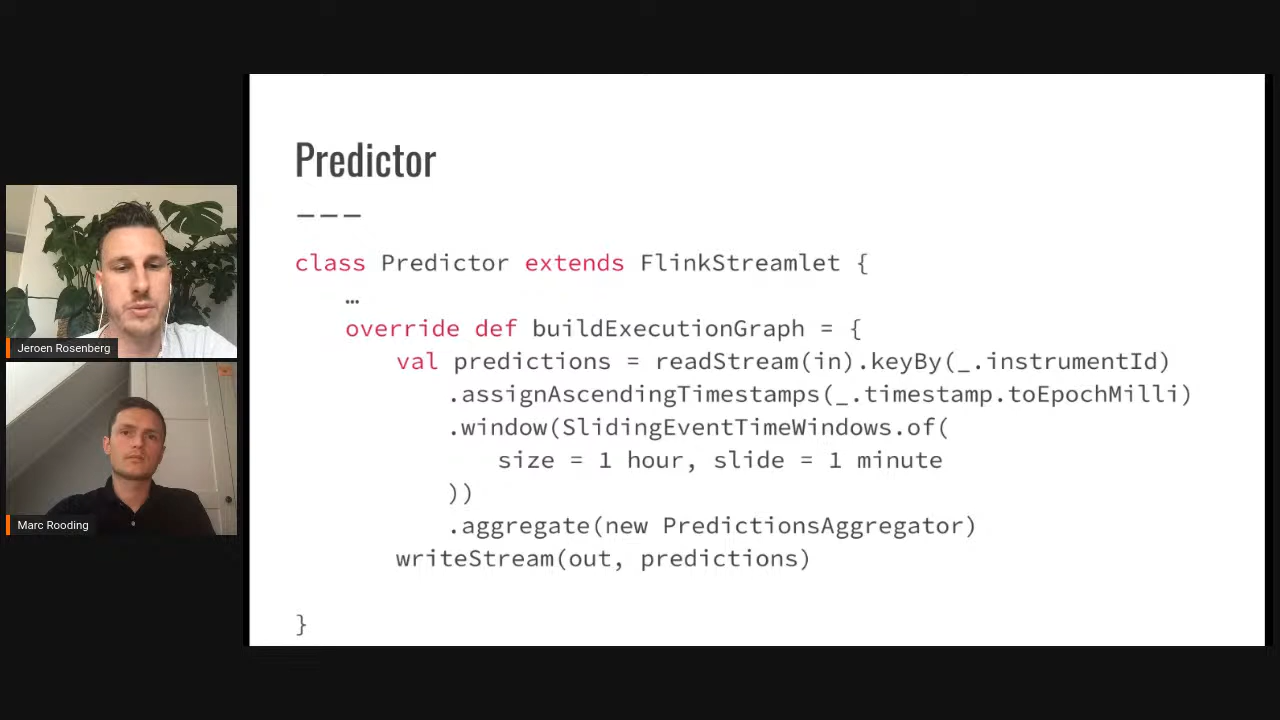 Predictor
---
class Predictor extends FlinkStreamlet {
…
override def buildExecutionGraph = {
val predictions = readStream(in).keyBy(_.instrumentId)
.assignAscendingTimestamps(_.timestamp.toEpochMilli)
.window(SlidingEventTimeWindows.of(
size = 1 hour, slide = 1 minute
))
.aggregate(new PredictionsAggregator)
writeStream(out, predictions)
}
Jeroen Rosenberg
Marc Rooding